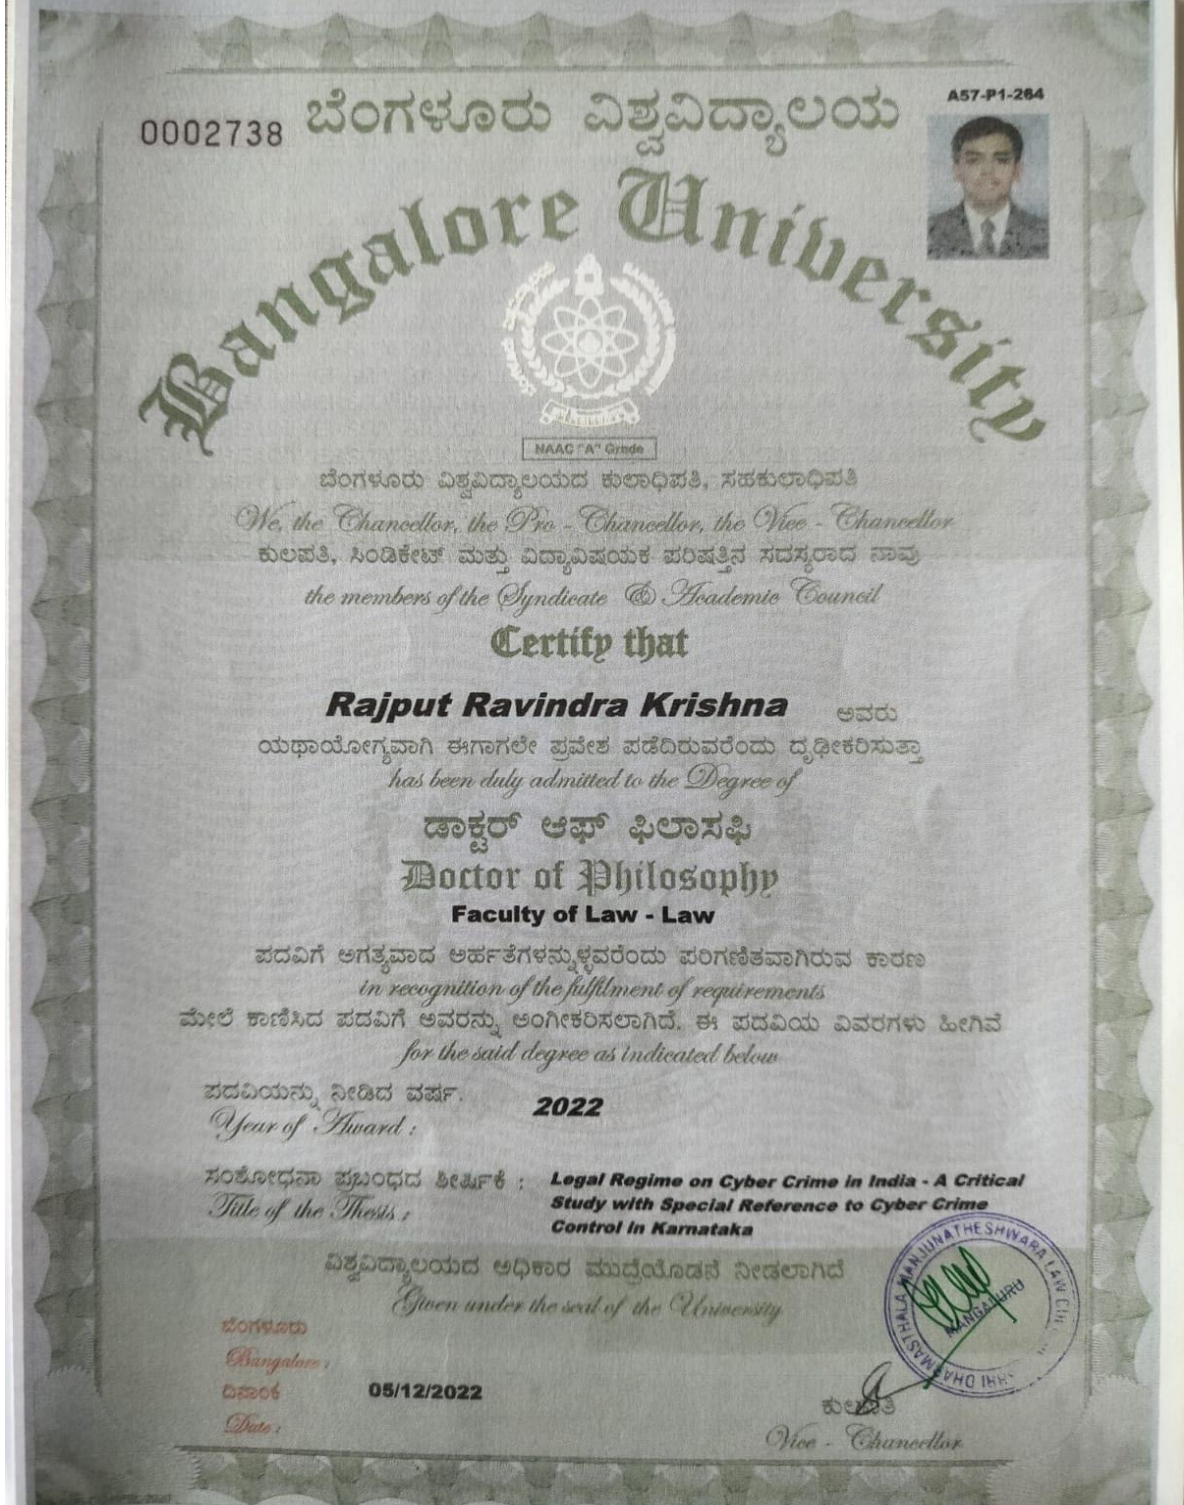 A57-P1-264
0002738
ಬೆಂಗಳೂರು ವಿಶ್ವವಿದ್ಯಾಲಯ
Bangalore University
NAAC "A" Grade
ಬೆಂಗಳೂರು ವಿಶ್ವವಿದ್ಯಾಲಯದ ಕುಲಾಧಿಪತಿ, ಸಹಕುಲಾಧಿಪತಿ
We, the Chancellor, the Pro - Chancellor, the Vice - Chancellor
ಕುಲಪತಿ, ಸಿಂಡಿಕೇಟ್ ಮತ್ತು ವಿದ್ಯಾವಿಷಯಕ ಪರಿಷತ್ತಿನ ಸದಸ್ಯರಾದ ನಾವು
the members of the Syndicate & Academic Council
Certify that
Rajput Ravindra Krishna ಅವರು
ಯಥಾಯೋಗ್ಯವಾಗಿ ಈಗಾಗಲೇ ಪ್ರವೇಶ ಪಡೆದಿರುವರೆಂದು ದೃಢೀಕರಿಸುತ್ತಾ
has been duly admitted to the Degree of
ಡಾಕ್ಟರ್ ಆಫ್ ಫಿಲಾಸಫಿ
Doctor of Philosophy
Faculty of Law - Law
ಪದವಿಗೆ ಅಗತ್ಯವಾದ ಅರ್ಹತೆಗಳನ್ನುಳ್ಳವರೆಂದು ಪರಿಗಣಿತವಾಗಿರುವ ಕಾರಣ
in recognition of the fulfilment of requirements
ಮೇಲೆ ಕಾಣಿಸಿದ ಪದವಿಗೆ ಅವರನ್ನು ಅಂಗೀಕರಿಸಲಾಗಿದೆ. ಈ ಪದವಿಯ ವಿವರಗಳು ಹೀಗಿವೆ
for the said degree as indicated below
ಪದವಿಯನ್ನು ನೀಡಿದ ವರ್ಷ.
Year of Award : 2022
ಸಂಶೋಧನಾ ಪ್ರಬಂಧದ ಶೀರ್ಷಿಕೆ : Legal Regime on Cyber Crime in India - A Critical
Title of the Thesis : Study with Special Reference to Cyber Crime
Control In Karnataka
ವಿಶ್ವವಿದ್ಯಾಲಯದ ಅಧಿಕಾರ ಮುದ್ರೆಯೊಡನೆ ನೀಡಲಾಗಿದೆ
Given under the seal of the University
SHRI DHARMASTHALA MANJUNATHESHWARA LAW
MANGALURU
ಬೆಂಗಳೂರು
Bangalore :
ದಿನಾಂಕ 05/12/2022
Date :
ಕುಲಪತಿ
Vice - Chancellor